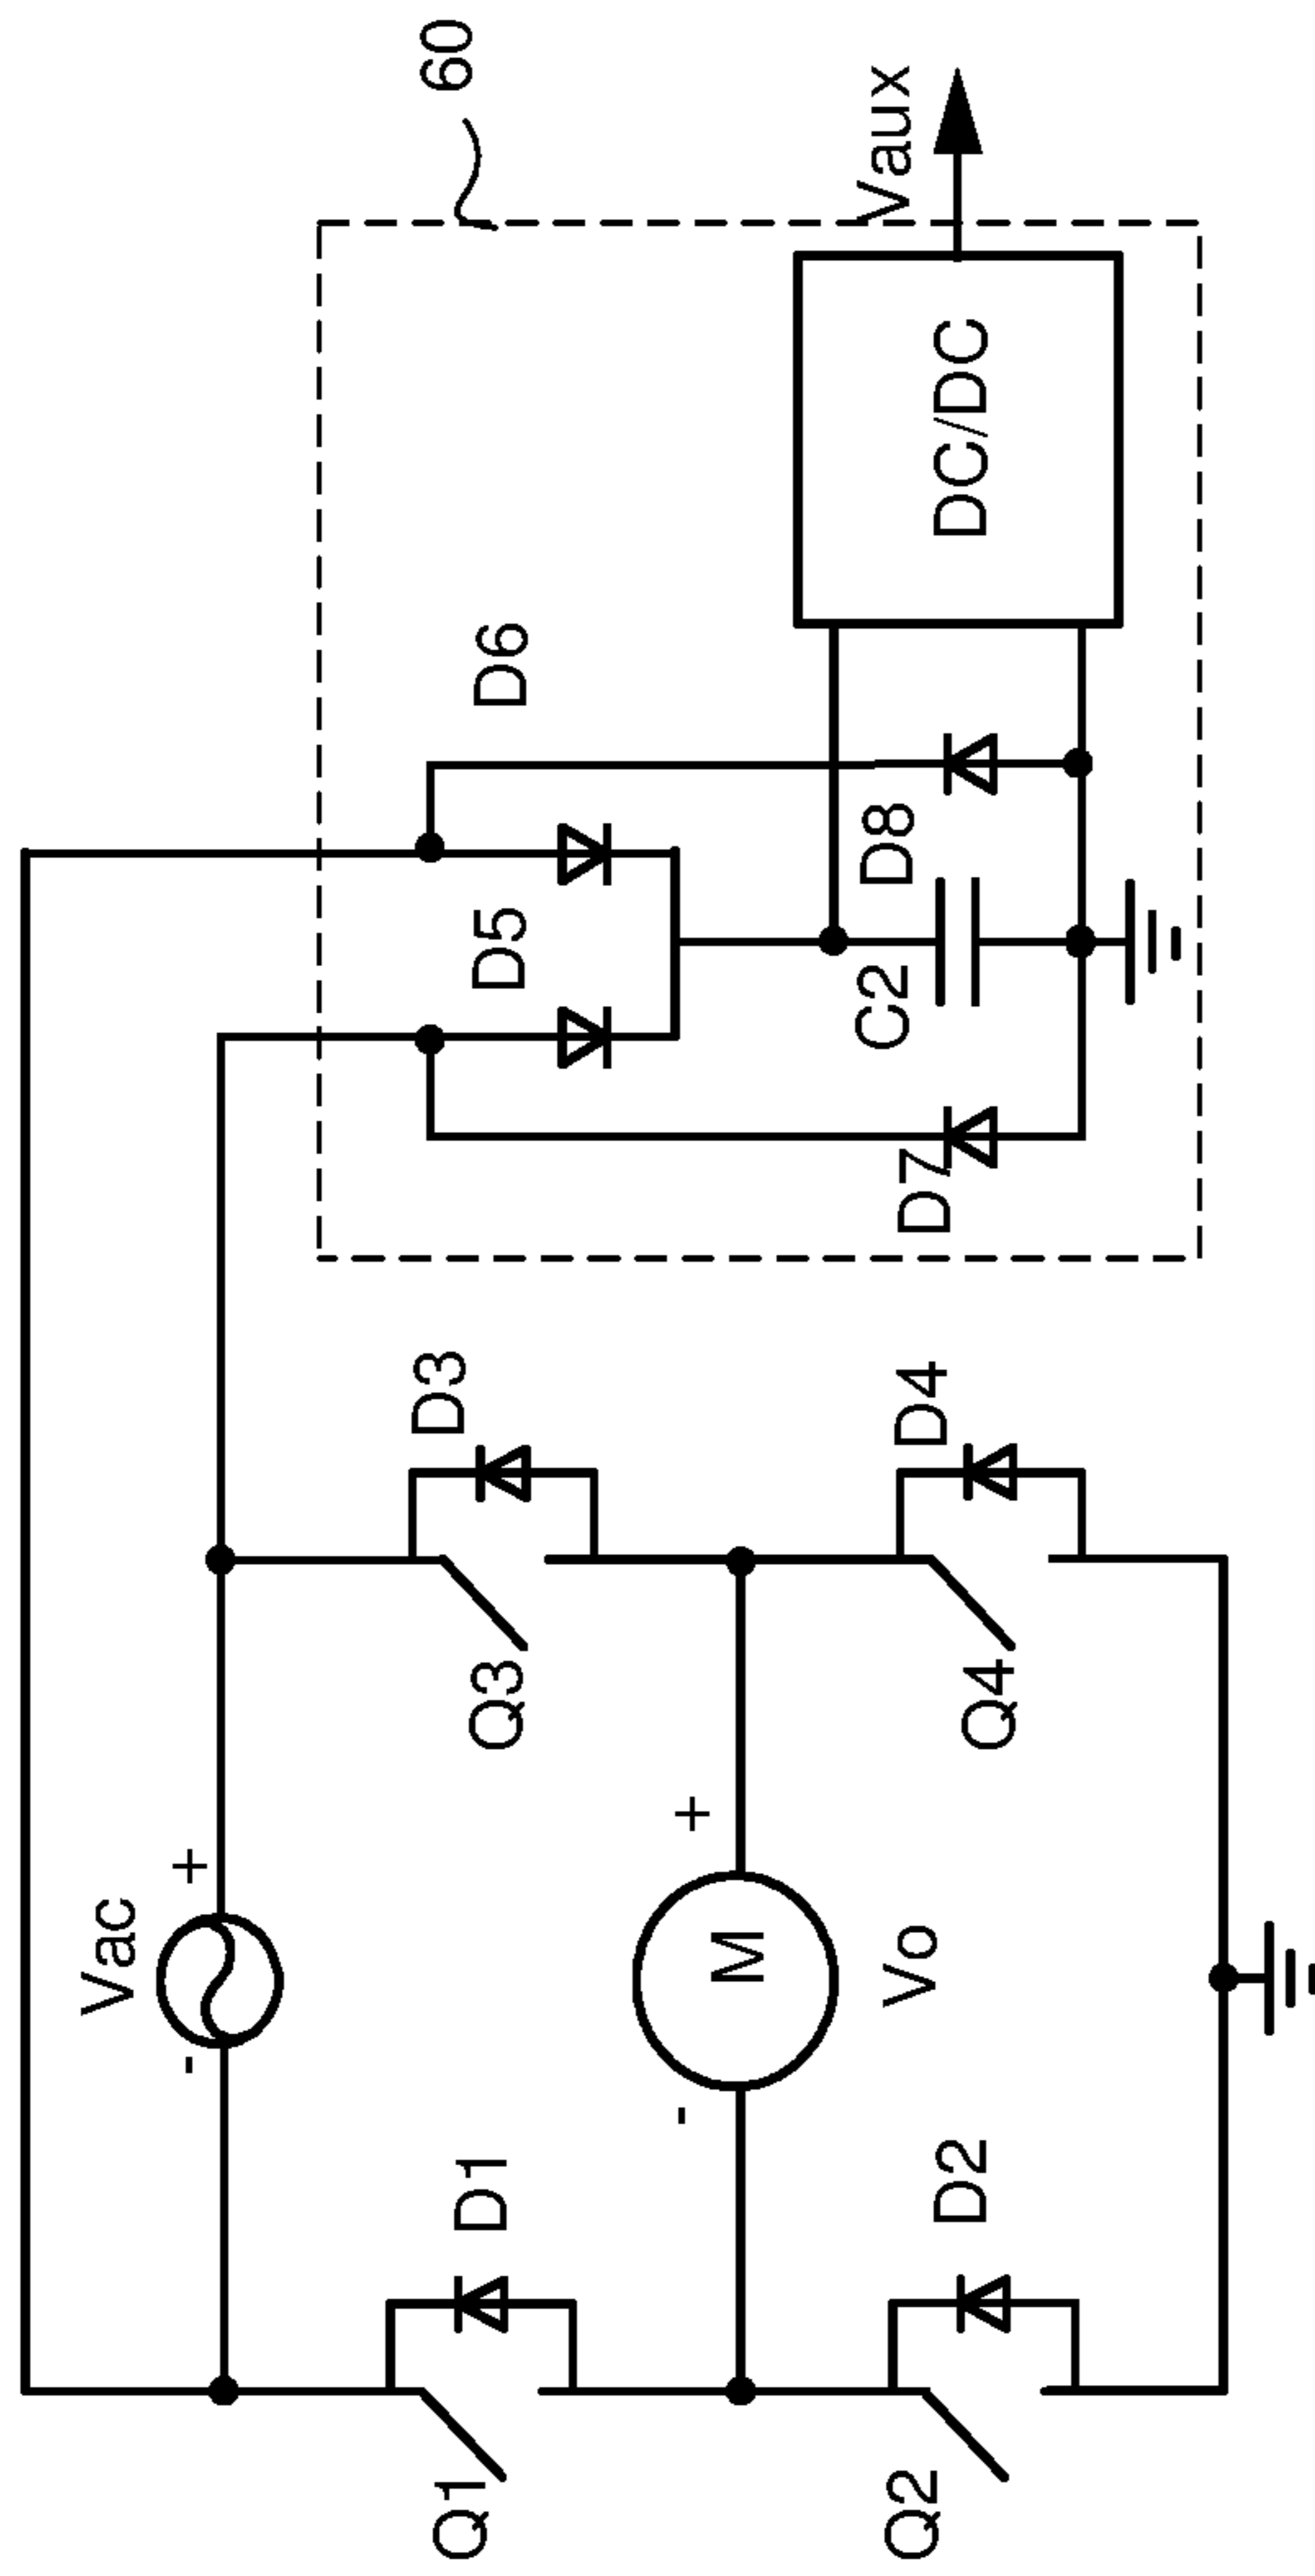 60
Vac
-
+
Q1
D1
Q3
D3
D5
D6
-
M
+
Vo
Q2
D2
Q4
D4
D7
C2
D8
DC/DC
Vaux